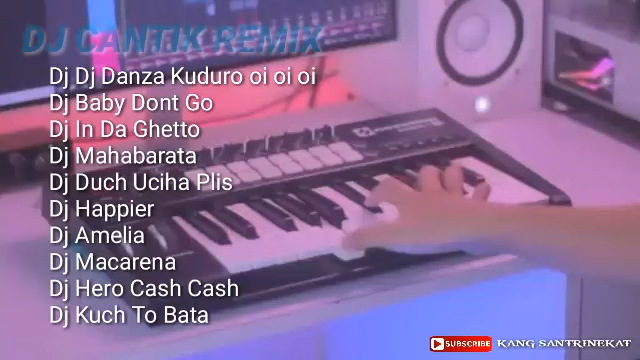 DJ CANTIK REMIX
Dj Dj Danza Kuduro oi oi oi
Dj Baby Dont Go
Dj In Da Ghetto
Dj Mahabarata
Dj Duch Uciha Plis
Dj Happier
Dj Amelia
Dj Macarena
Dj Hero Cash Cash
Dj Kuch To Bata
SUBSCRIBE KANG SANTRINEKAT